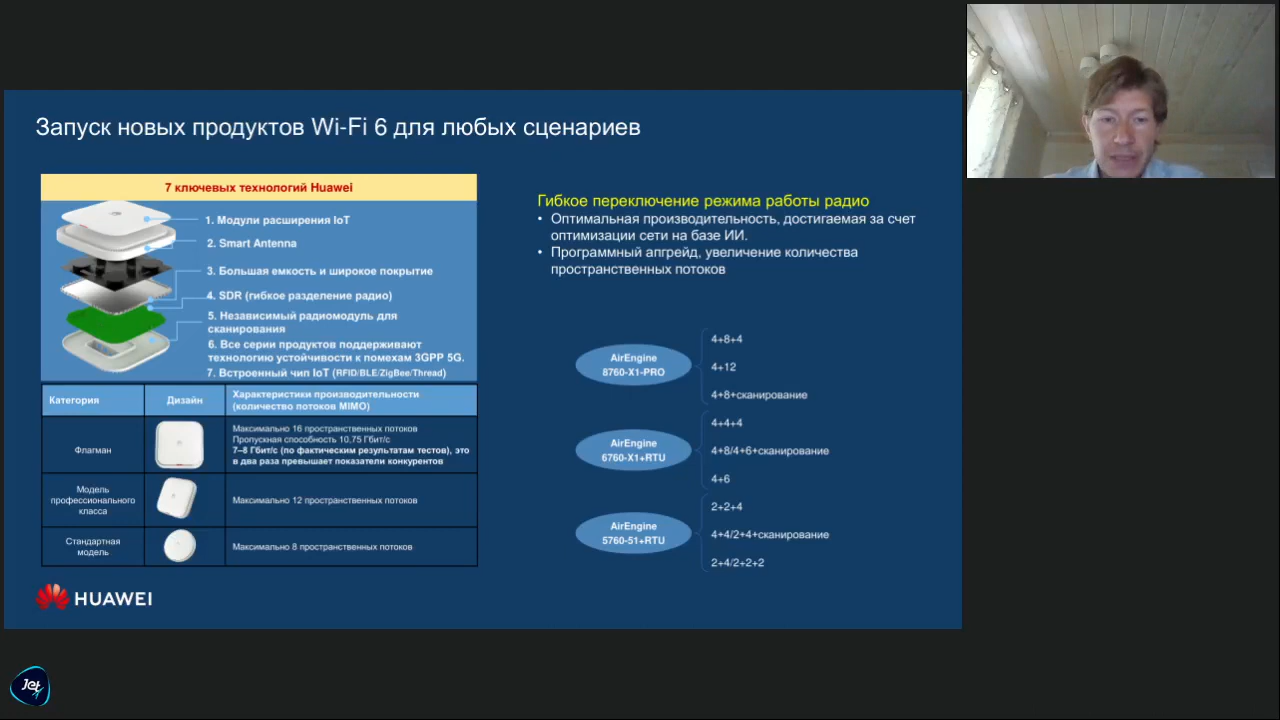 Запуск новых продуктов Wi-Fi 6 для любых сценариев
7 ключевых технологий Huawei
1. Модули расширения IoT
2. Smart Antenna
3. Большая емкость и широкое покрытие
4. SDR (гибкое разделение радио)
5. Независимый радиомодуль для
сканирования
6. Все серии продуктов поддерживают
технологию устойчивости к помехам 3GPP 5G.
7. Встроенный чип IoT (RFID/BLE/ZigBee/Thread)
Категория
Дизайн
Характеристики производительности
(количество потоков MIMO)
Флагман
Максимально 16 пространственных потоков
Пропускная способность 10,75 Гбит/с
7–8 Гбит/с (по фактическим результатам тестов), это
в два раза превышает показатели конкурентов
Модель
профессионального
класса
Максимально 12 пространственных потоков
Стандартная
модель
Максимально 8 пространственных потоков
HUAWEI
Гибкое переключение режима работы радио
• Оптимальная производительность, достигаемая за счет
оптимизации сети на базе ИИ.
• Программный апгрейд, увеличение количества
пространственных потоков
AirEngine
8760-X1-PRO
4+8+4
4+12
4+8+сканирование
AirEngine
6760-X1+RTU
4+4+4
4+8/4+6+сканирование
4+6
AirEngine
5760-51+RTU
2+2+4
4+4/2+4+сканирование
2+4/2+2+2
Jet